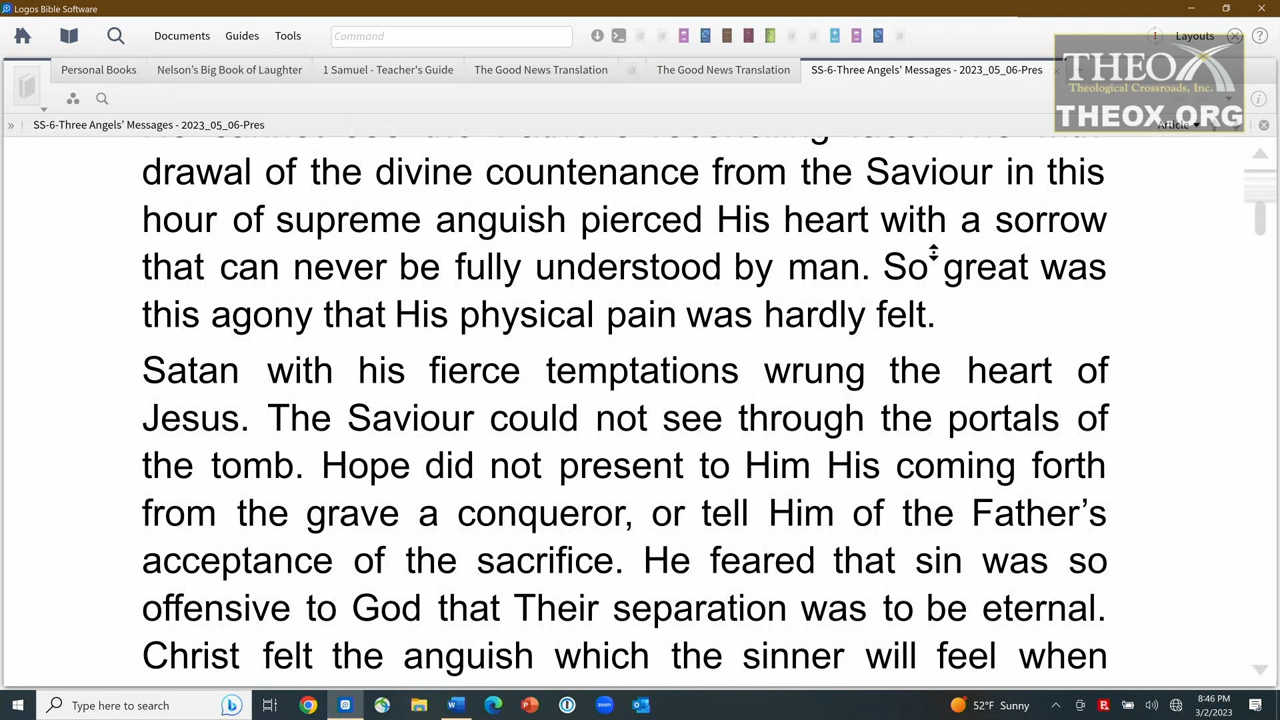 Logos Bible Software
Documents Guides Tools Command Layouts
Personal Books Nelson's Big Book of Laughter 1 Samuel - Teacher's Guide The Good News Translation The Good News Translation SS-6-Three Angels' Messages - 2023_05_06-Pres
THEOX
Theological Crossroads, Inc.
THEOX.ORG
SS-6-Three Angels' Messages - 2023_05_06-Pres Article
drawal of the divine countenance from the Saviour in this
hour of supreme anguish pierced His heart with a sorrow
that can never be fully understood by man. So great was
this agony that His physical pain was hardly felt.
Satan with his fierce temptations wrung the heart of
Jesus. The Saviour could not see through the portals of
the tomb. Hope did not present to Him His coming forth
from the grave a conqueror, or tell Him of the Father's
acceptance of the sacrifice. He feared that sin was so
offensive to God that Their separation was to be eternal.
Christ felt the anguish which the sinner will feel when
Type here to search 52°F Sunny 8:46 PM
3/2/2023